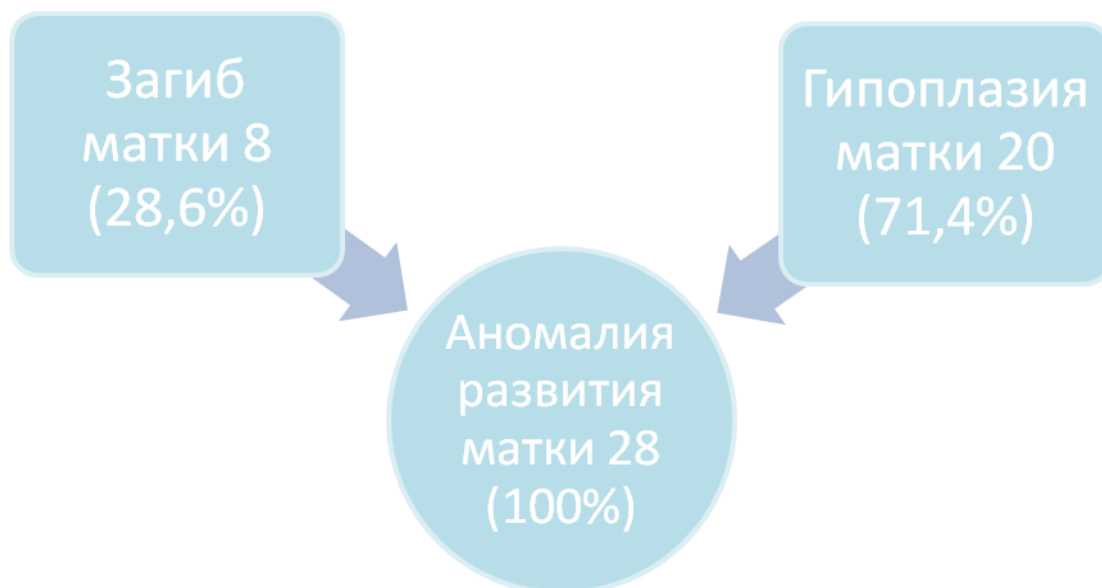 Загиб
матки 8
(28,6%)
Гипоплазия
матки 20
(71,4%)
Аномалия
развития
матки 28
(100%)